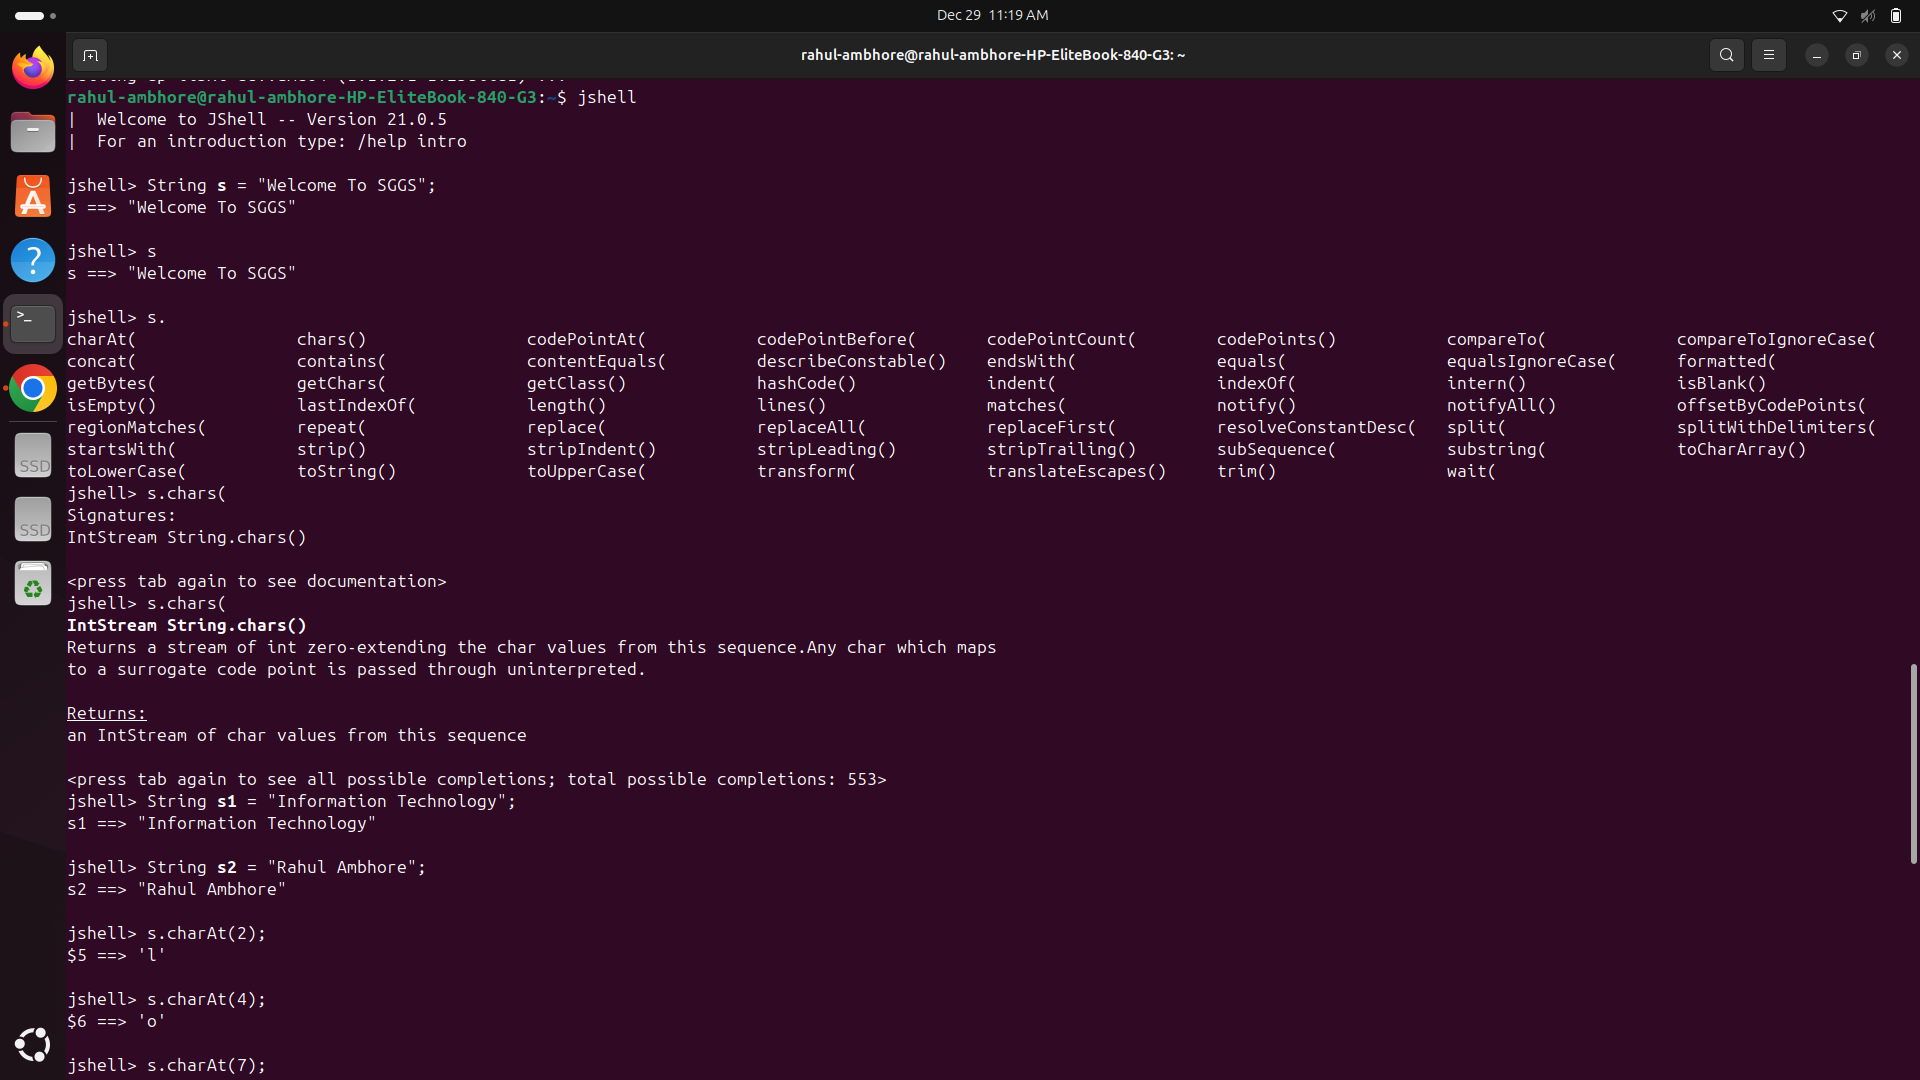 Dec 29 11:19 AM
rahul-ambhore@rahul-ambhore-HP-EliteBook-840-G3: ~
rahul-ambhore@rahul-ambhore-HP-EliteBook-840-G3:~$ jshell
| Welcome to JShell -- Version 21.0.5
| For an introduction type: /help intro
jshell> String s = "Welcome To SGGS";
s ==> "Welcome To SGGS"
jshell> s
s ==> "Welcome To SGGS"
jshell> s.
charAt( chars() codePointAt( codePointBefore( codePointCount( codePoints() compareTo( compareToIgnoreCase(
concat( contains( contentEquals( describeConstable() endsWith( equals( equalsIgnoreCase( formatted(
getBytes( getChars( getClass() hashCode() indent( indexOf( intern() isBlank()
isEmpty() lastIndexOf( length() lines() matches( notify() notifyAll() offsetByCodePoints(
regionMatches( repeat( replace( replaceAll( replaceFirst( resolveConstantDesc( split( splitWithDelimiters(
startsWith( strip() stripIndent() stripLeading() stripTrailing() subSequence( substring( toCharArray()
toLowerCase( toString() toUpperCase( transform( translateEscapes() trim() wait(
jshell> s.chars(
Signatures:
IntStream String.chars()
<press tab again to see documentation>
jshell> s.chars(
IntStream String.chars()
Returns a stream of int zero-extending the char values from this sequence.Any char which maps
to a surrogate code point is passed through uninterpreted.
Returns:
an IntStream of char values from this sequence
<press tab again to see all possible completions; total possible completions: 553>
jshell> String s1 = "Information Technology";
s1 ==> "Information Technology"
jshell> String s2 = "Rahul Ambhore";
s2 ==> "Rahul Ambhore"
jshell> s.charAt(2);
$5 ==> 'l'
jshell> s.charAt(4);
$6 ==> 'o'
jshell> s.charAt(7);
SSD
SSD